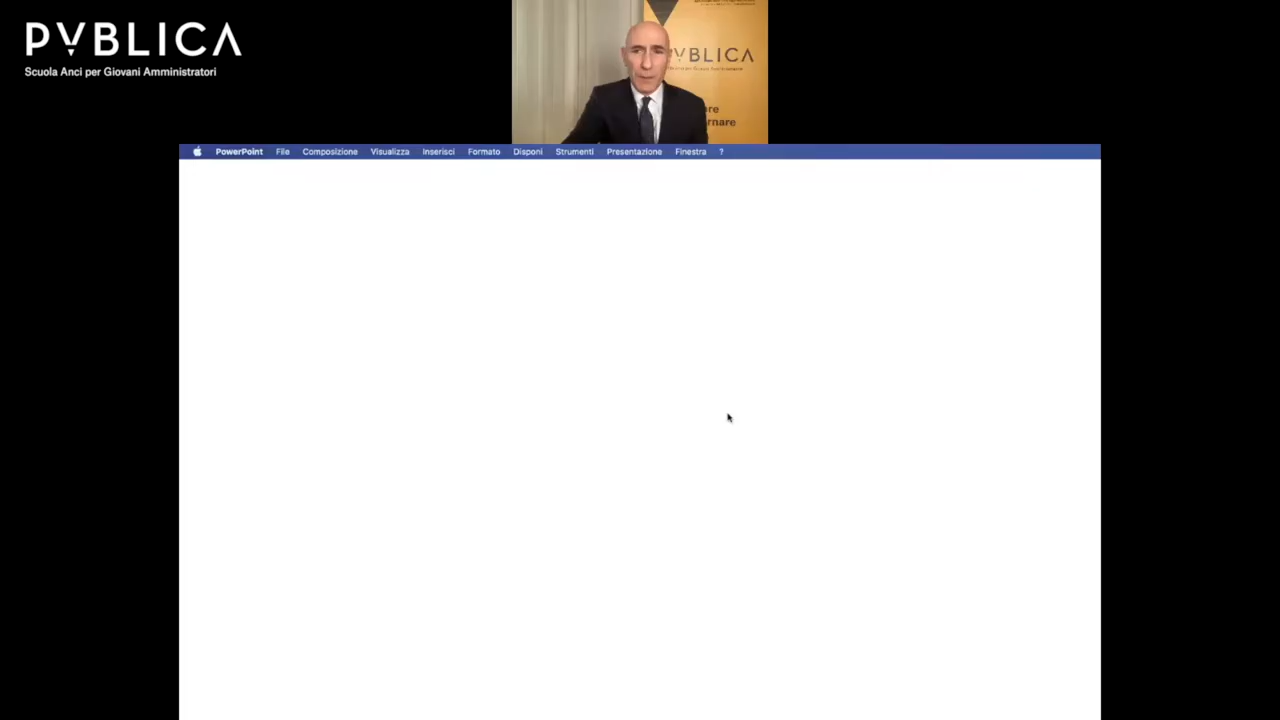 PVBLICA
Scuola Anci per Giovani Amministratori
PVBLICA
PowerPoint File Composizione Visualizza Inserisci Formato Disponi Strumenti Presentazione Finestra ?